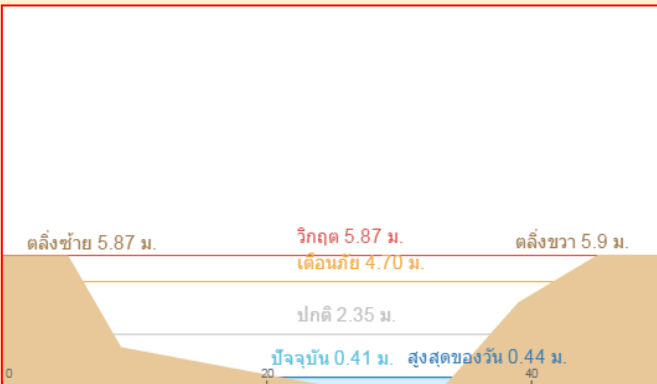 วิกฤต 5.87 ม.
ตลิ่งซ้าย 5.87 ม.
ตลิ่งขวา 5.9 ม.
เตือนภัย 4.70 ม.
ปกติ 2.35 ม.
ปัจจุบัน 0.41 ม. สูงสุดของวัน 0.44 ม.
0 20 40